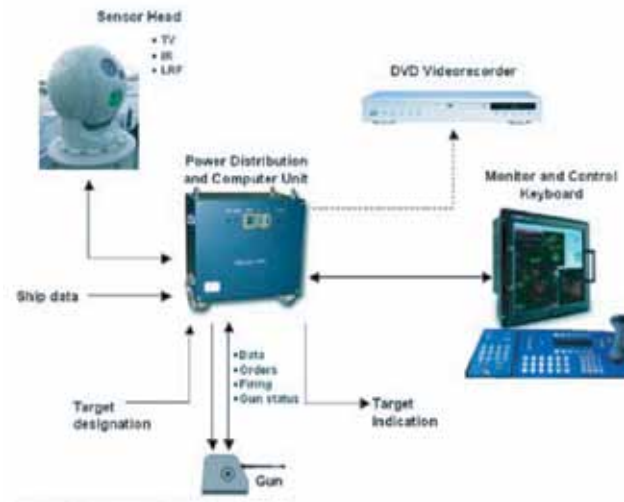 Sensor Head
• TV
• IR
• LRF
DVD Videorecorder
Power Distribution
and Computer Unit
Monitor and Control
Keyboard
Ship data
• Data
• Orders
• Firing
• Gun status
Target
designation
Target
indication
Gun